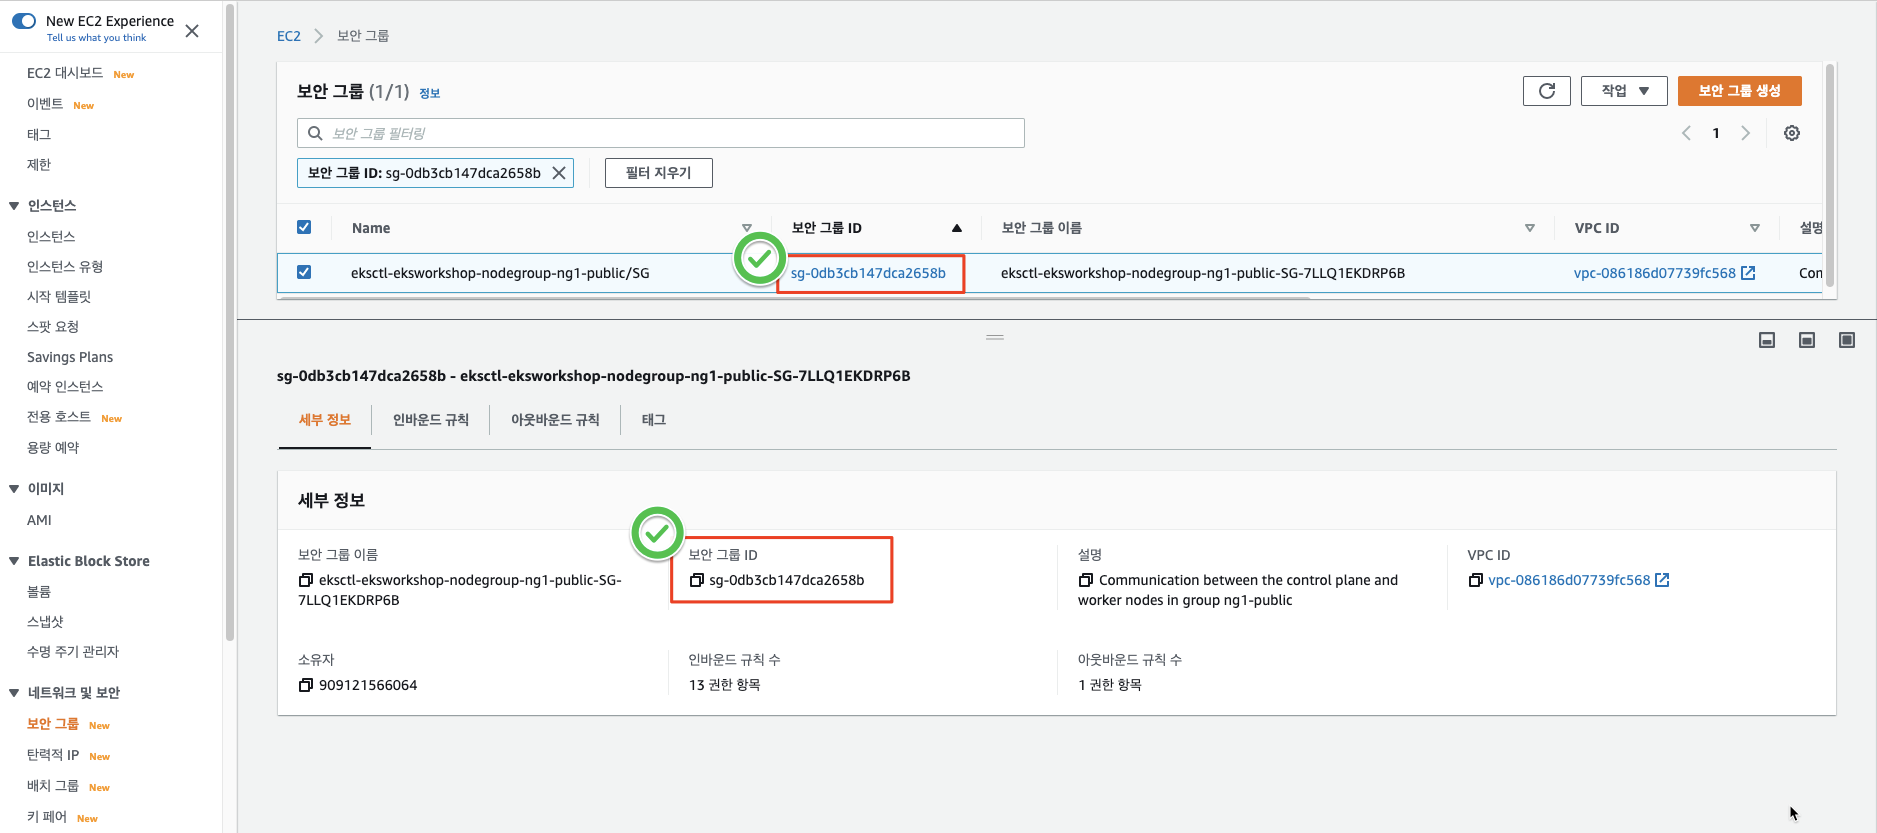 New EC2 Experience
Tell us what you think
EC2 대시보드 New
이벤트 New
태그
제한
인스턴스
인스턴스
인스턴스 유형
시작 템플릿
스팟 요청
Savings Plans
예약 인스턴스
전용 호스트 New
용량 예약
이미지
AMI
Elastic Block Store
볼륨
스냅샷
수명 주기 관리자
네트워크 및 보안
보안 그룹 New
탄력적 IP New
배치 그룹 New
키 페어 New
EC2 보안 그룹
보안 그룹 (1/1) 정보
작업
보안 그룹 생성
보안 그룹 필터링
1
보안 그룹 ID: sg-0db3cb147dca2658b
필터 지우기
Name 보안 그룹 ID 보안 그룹 이름 VPC ID 설명
eksctl-eksworkshop-nodegroup-ng1-public/SG sg-0db3cb147dca2658b eksctl-eksworkshop-nodegroup-ng1-public-SG-7LLQ1EKDRP6B vpc-086186d07739fc568 Con
sg-0db3cb147dca2658b - eksctl-eksworkshop-nodegroup-ng1-public-SG-7LLQ1EKDRP6B
세부 정보 인바운드 규칙 아웃바운드 규칙 태그
세부 정보
보안 그룹 이름
eksctl-eksworkshop-nodegroup-ng1-public-SG-
7LLQ1EKDRP6B
보안 그룹 ID
sg-0db3cb147dca2658b
설명
Communication between the control plane and
worker nodes in group ng1-public
VPC ID
vpc-086186d07739fc568
소유자
909121566064
인바운드 규칙 수
13 권한 항목
아웃바운드 규칙 수
1 권한 항목